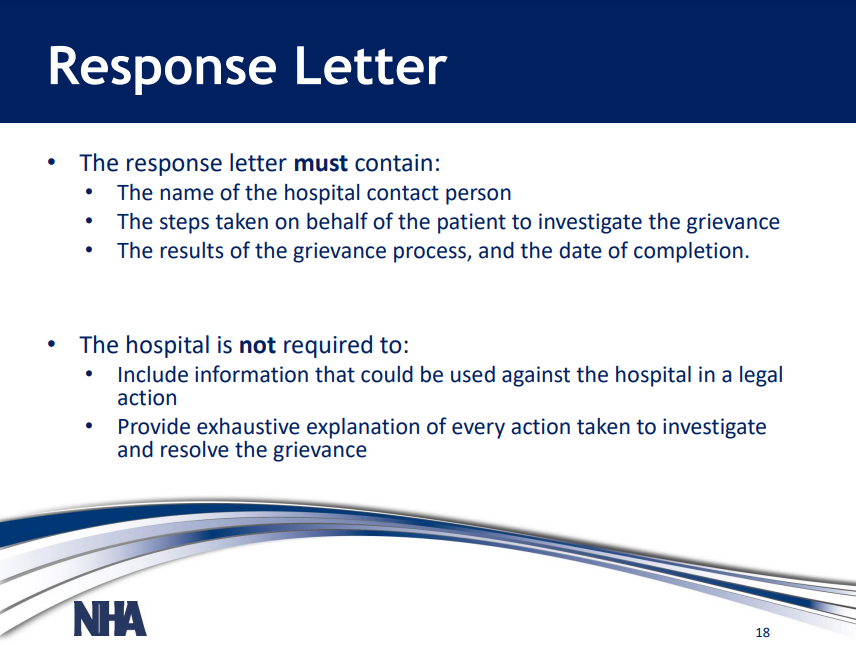 Response Letter
• The response letter must contain:
• The name of the hospital contact person
• The steps taken on behalf of the patient to investigate the grievance
• The results of the grievance process, and the date of completion.
• The hospital is not required to:
• Include information that could be used against the hospital in a legal
action
• Provide exhaustive explanation of every action taken to investigate
and resolve the grievance
NHA
18